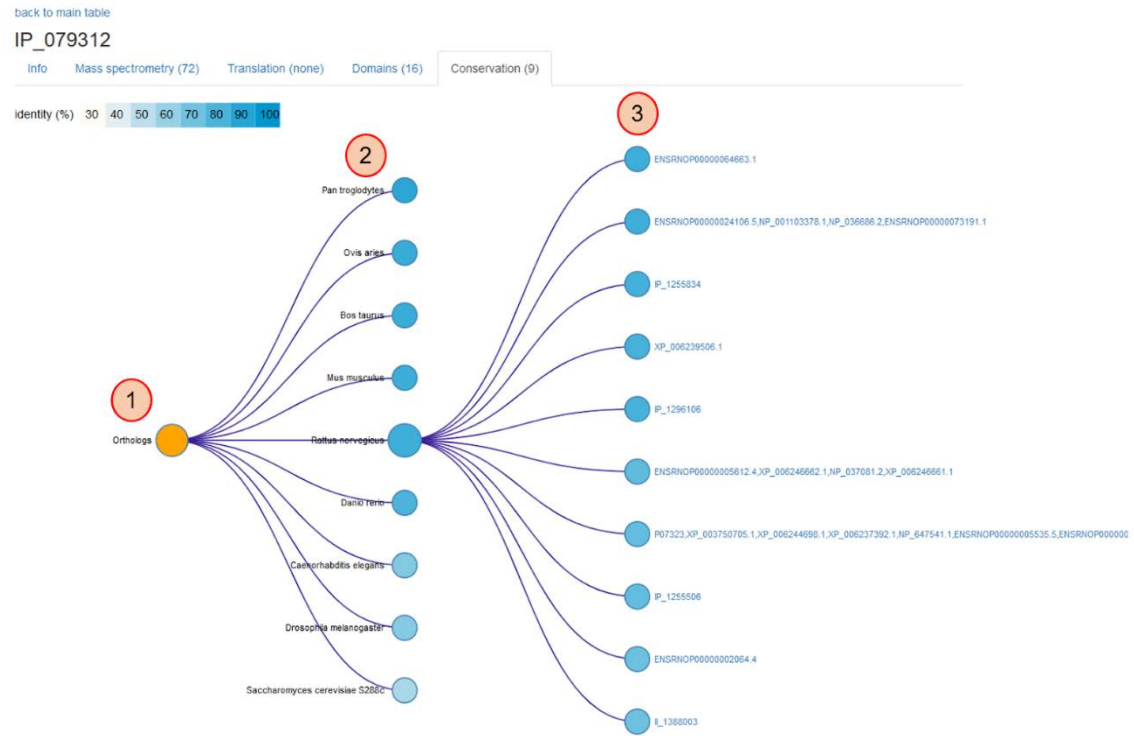 back to main table
IP_079312
Info Mass spectrometry (72) Translation (none) Domains (16) Conservation (9)
identity (%) 30 40 50 60 70 80 90 100
1
2
3
Orthologs
Pan troglodytes
Ovis aries
Bos taurus
Mus musculus
Rattus norvegicus
Danio rerio
Caenorhabditis elegans
Drosophila melanogaster
Saccharomyces cerevisiae S288c
ENSRNOP00000064663.1
ENSRNOP00000024106.5,NP_001103378.1,NP_036686.2,ENSRNOP00000073191.1
IP_1255834
XP_006239506.1
IP_1296106
ENSRNOP00000005612.4,XP_006246662.1,NP_037081.2,XP_006246661.1
P07323,XP_003750705.1,XP_006244698.1,XP_006237392.1,NP_647541.1,ENSRNOP00000005535.5,ENSRNOP000000
IP_1255506
ENSRNOP00000002064.4
II_1388003